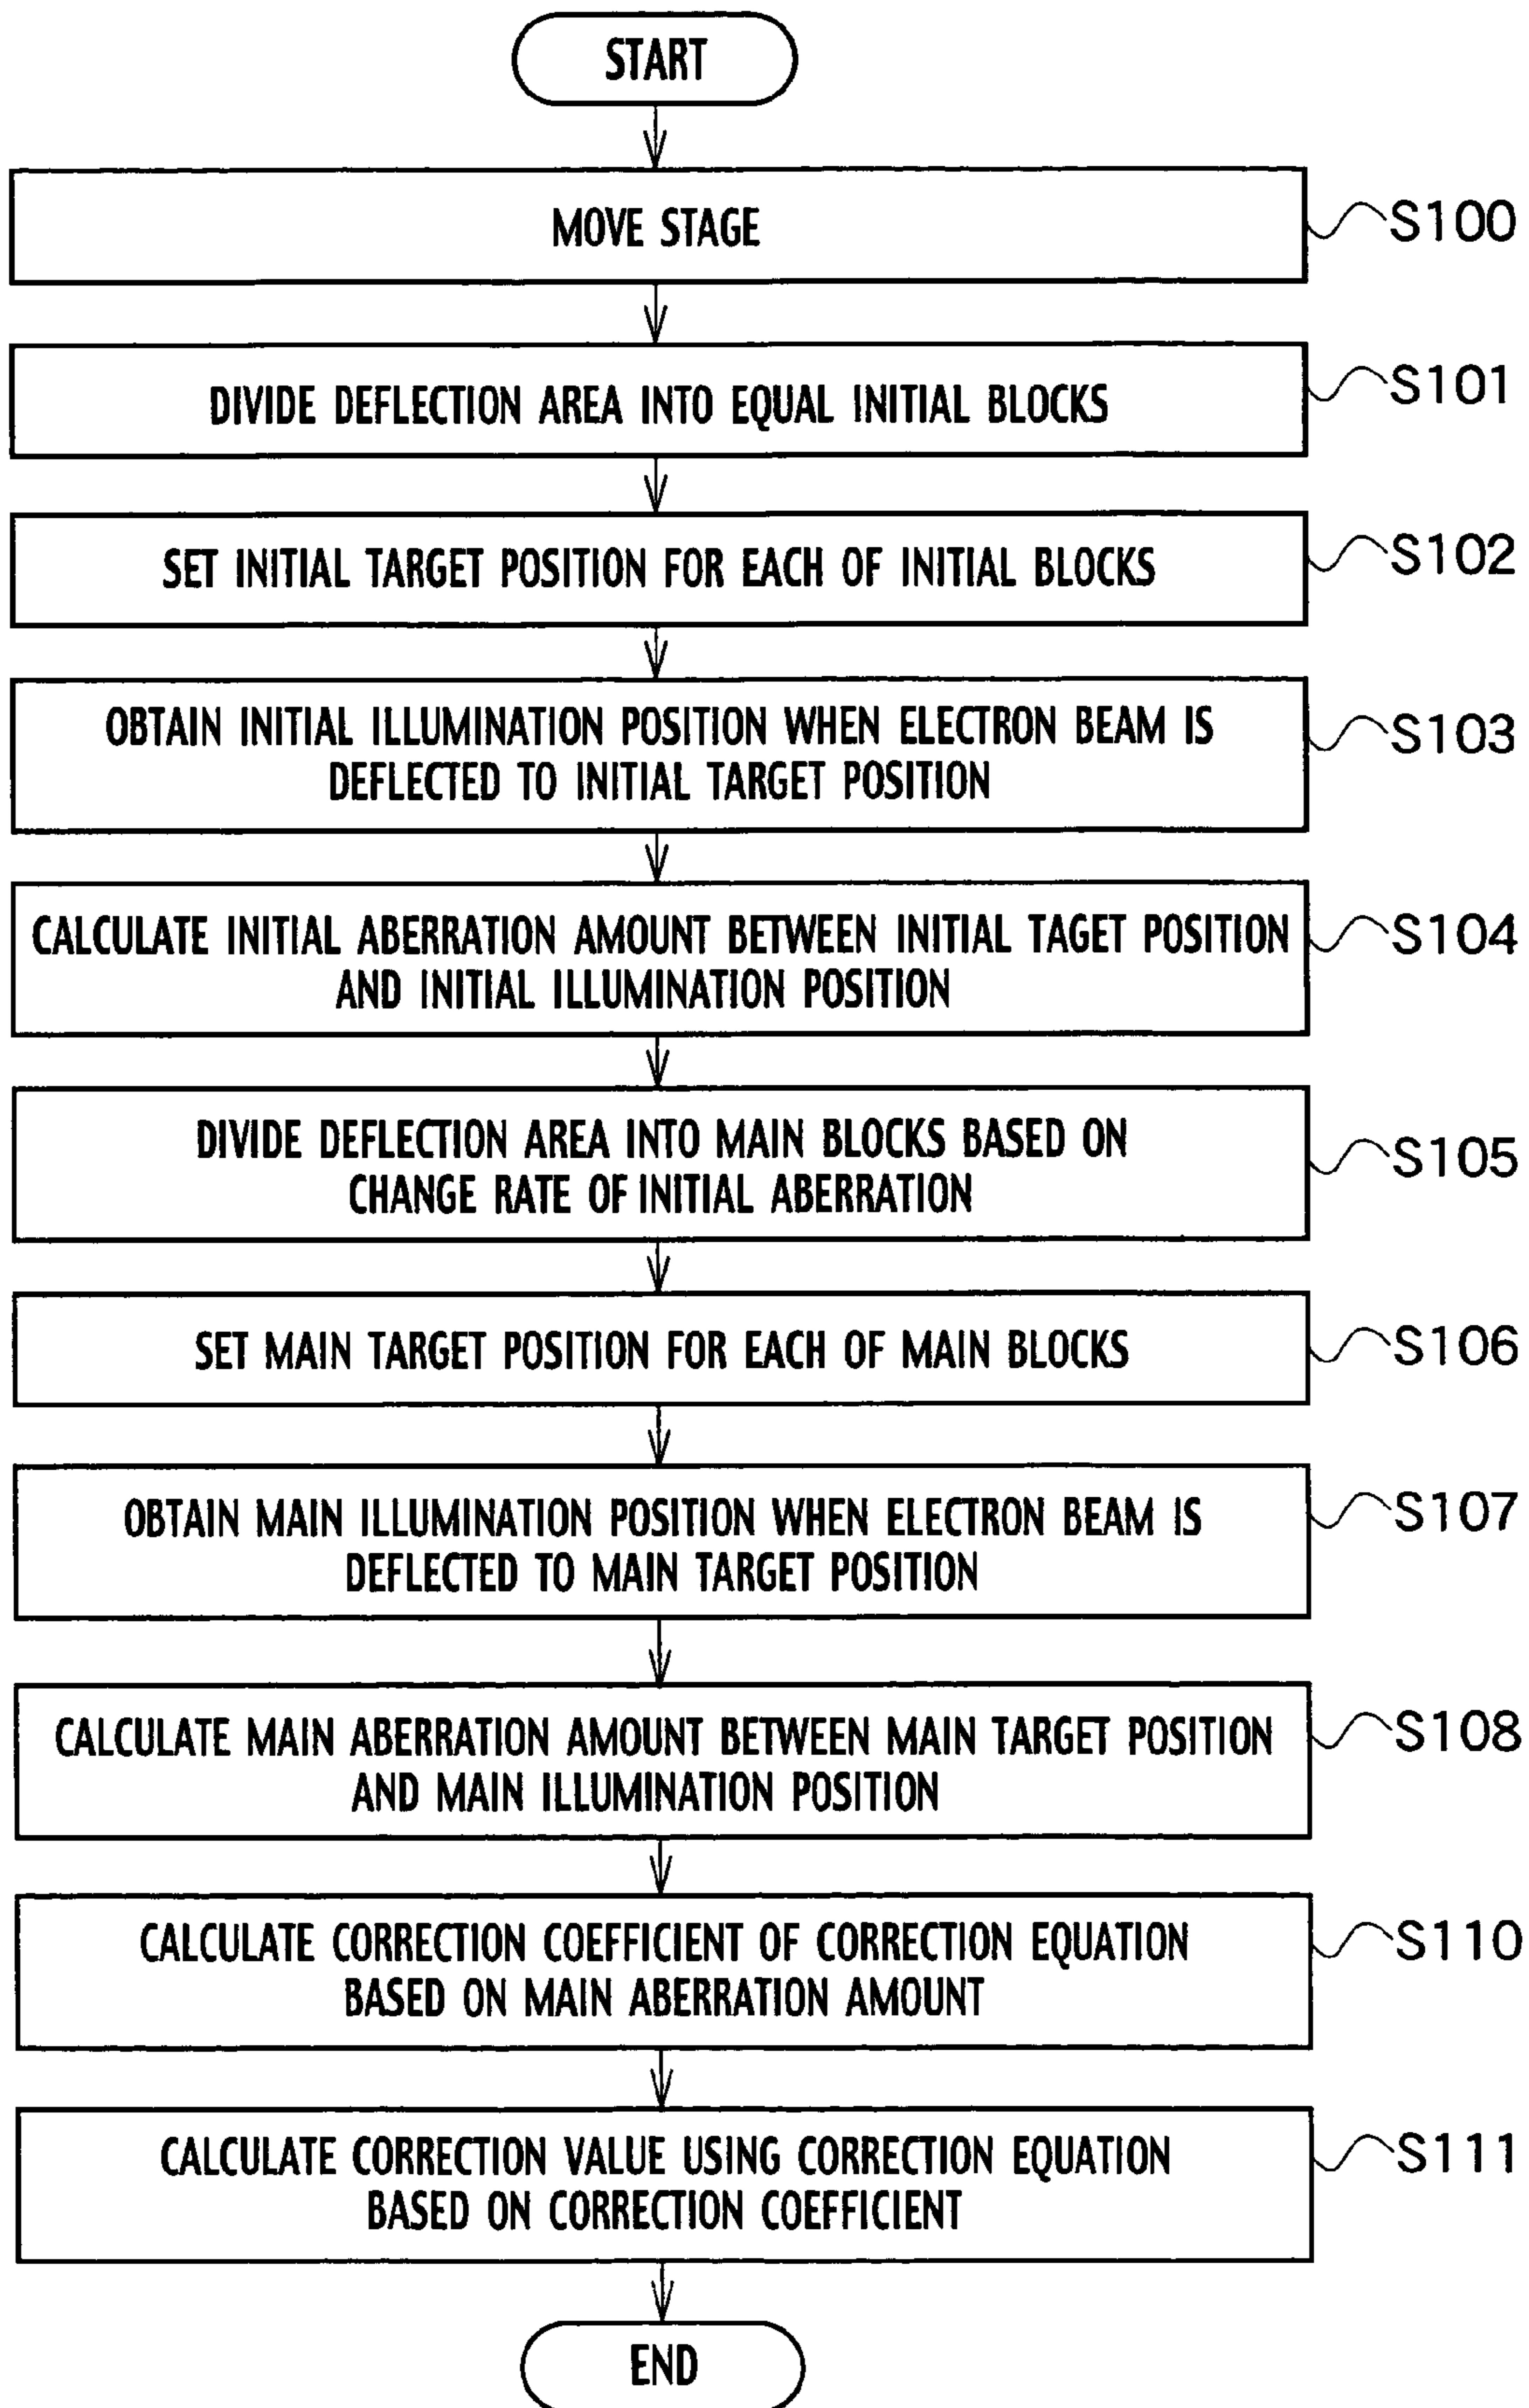 START
MOVE STAGE
S100
DIVIDE DEFLECTION AREA INTO EQUAL INITIAL BLOCKS
S101
SET INITIAL TARGET POSITION FOR EACH OF INITIAL BLOCKS
S102
OBTAIN INITIAL ILLUMINATION POSITION WHEN ELECTRON BEAM IS
DEFLECTED TO INITIAL TARGET POSITION
S103
CALCULATE INITIAL ABERRATION AMOUNT BETWEEN INITIAL TAGET POSITION
AND INITIAL ILLUMINATION POSITION
S104
DIVIDE DEFLECTION AREA INTO MAIN BLOCKS BASED ON
CHANGE RATE OF INITIAL ABERRATION
S105
SET MAIN TARGET POSITION FOR EACH OF MAIN BLOCKS
S106
OBTAIN MAIN ILLUMINATION POSITION WHEN ELECTRON BEAM IS
DEFLECTED TO MAIN TARGET POSITION
S107
CALCULATE MAIN ABERRATION AMOUNT BETWEEN MAIN TARGET POSITION
AND MAIN ILLUMINATION POSITION
S108
CALCULATE CORRECTION COEFFICIENT OF CORRECTION EQUATION
BASED ON MAIN ABERRATION AMOUNT
S110
CALCULATE CORRECTION VALUE USING CORRECTION EQUATION
BASED ON CORRECTION COEFFICIENT
S111
END